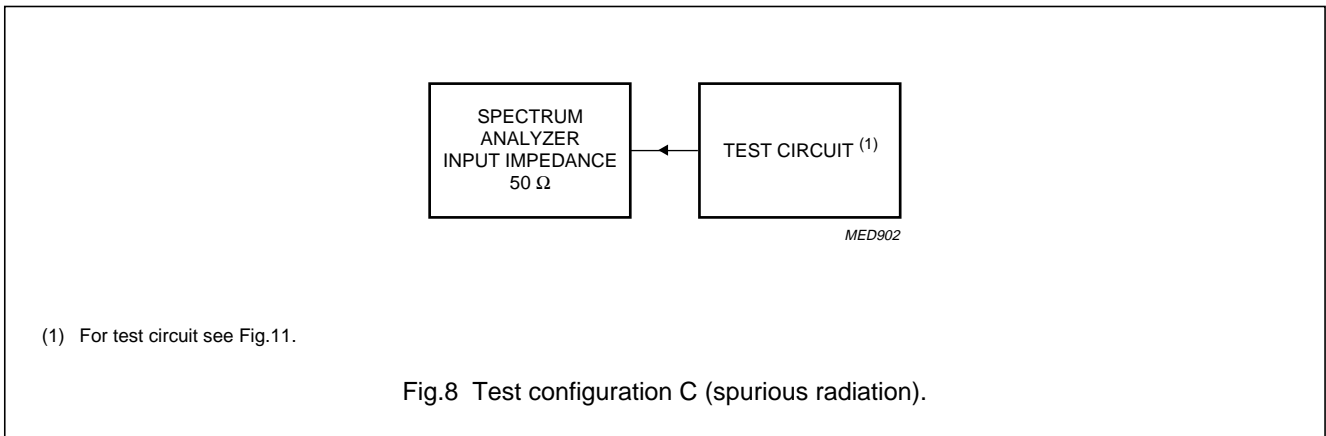 SPECTRUM
ANALYZER
INPUT IMPEDANCE
50 Ω
TEST CIRCUIT (1)
MED902
(1) For test circuit see Fig.11.
Fig.8 Test configuration C (spurious radiation).